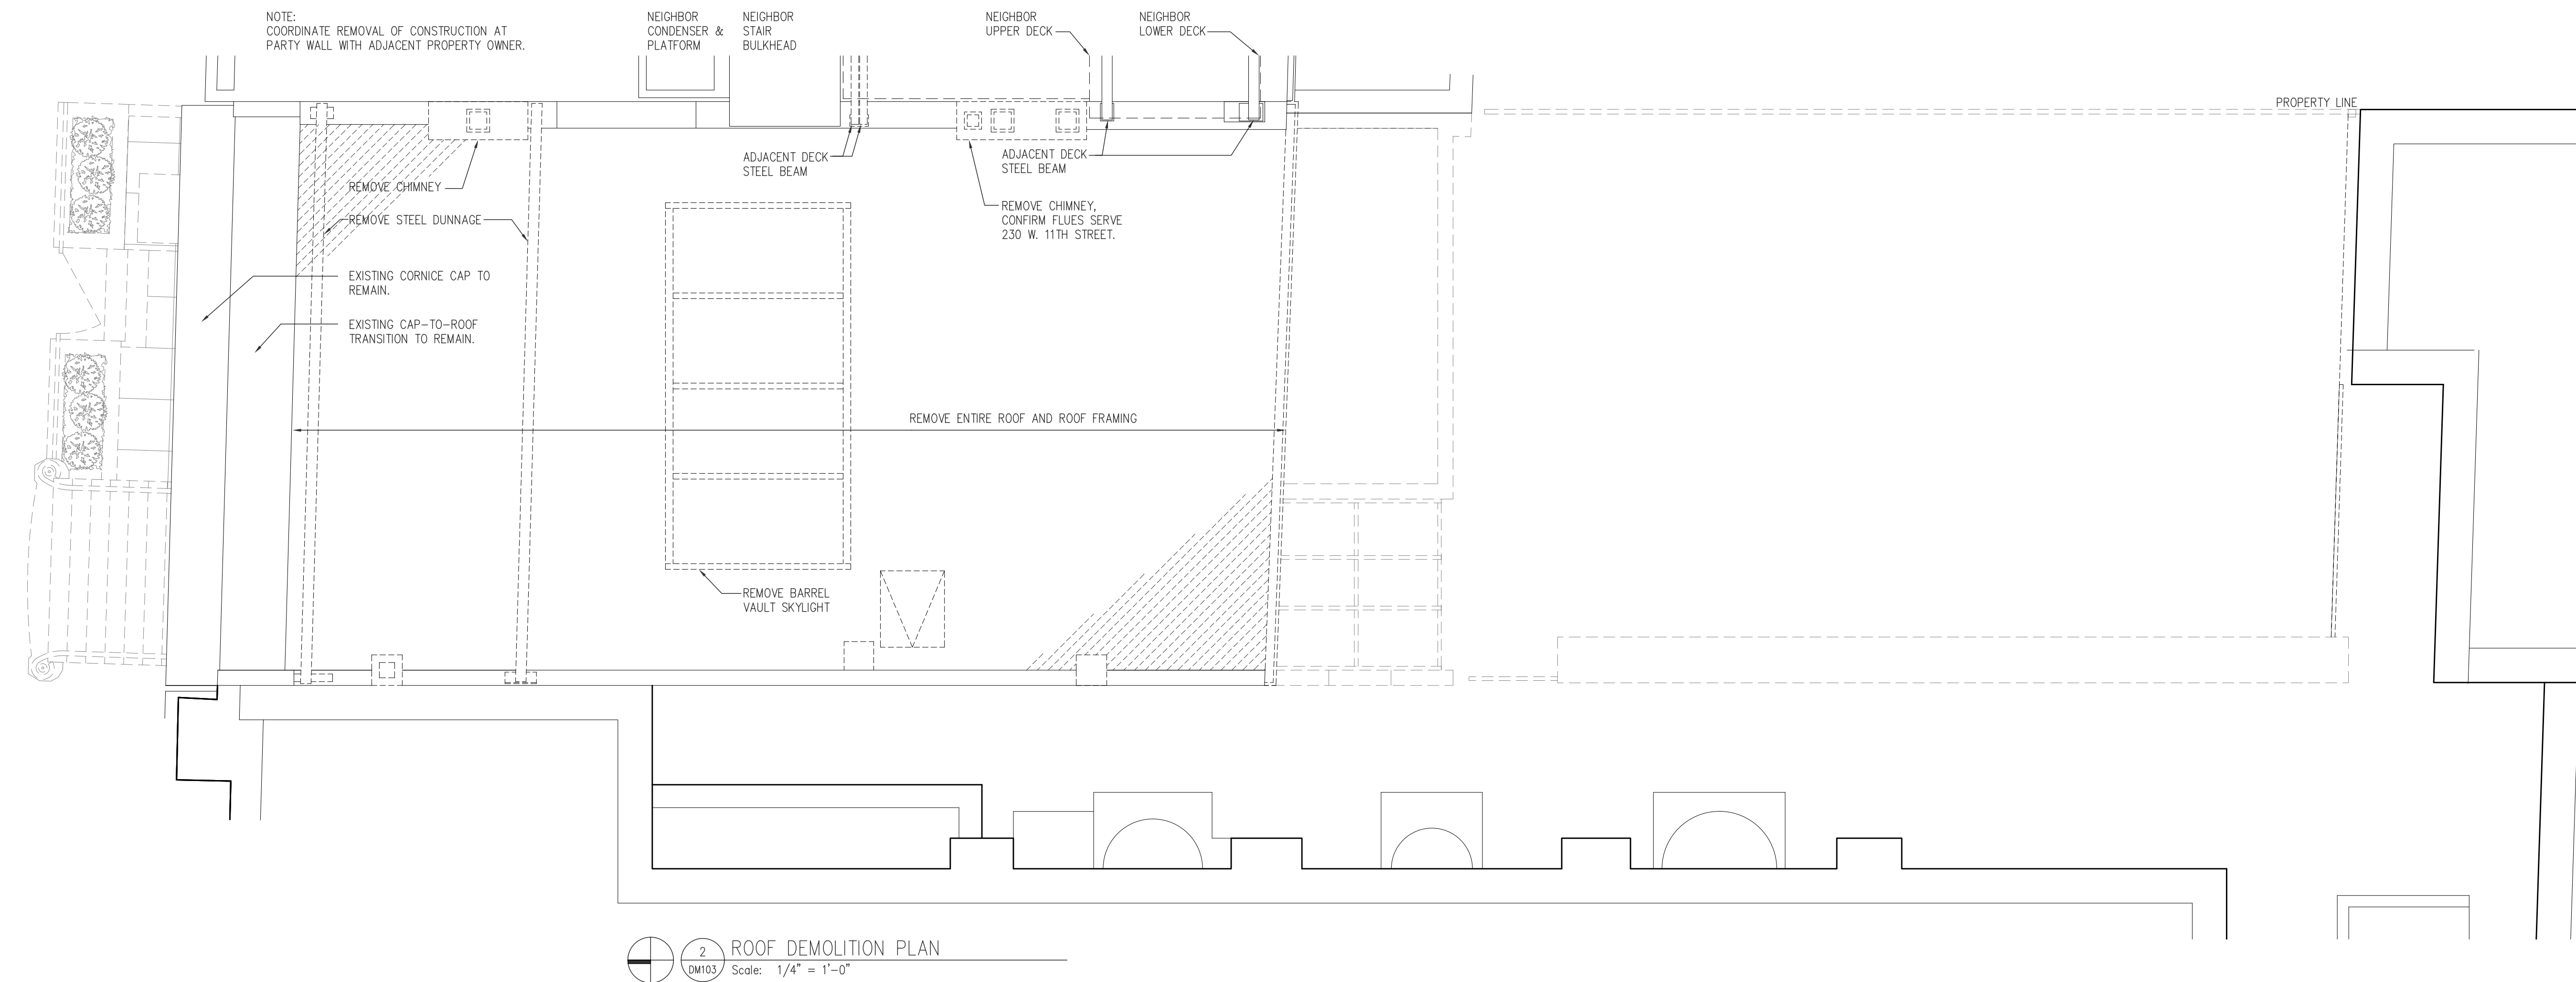 NOTE:
COORDINATE REMOVAL OF CONSTRUCTION AT
PARTY WALL WITH ADJACENT PROPERTY OWNER.
NEIGHBOR
CONDENSER &
PLATFORM
NEIGHBOR
STAIR
BULKHEAD
NEIGHBOR
UPPER DECK
NEIGHBOR
LOWER DECK
PROPERTY LINE
ADJACENT DECK
STEEL BEAM
ADJACENT DECK
STEEL BEAM
REMOVE CHIMNEY
REMOVE STEEL DUNNAGE
REMOVE CHIMNEY,
CONFIRM FLUES SERVE
230 W. 11TH STREET.
EXISTING CORNICE CAP TO
REMAIN.
EXISTING CAP-TO-ROOF
TRANSITION TO REMAIN.
REMOVE ENTIRE ROOF AND ROOF FRAMING
REMOVE BARREL
VAULT SKYLIGHT
2
DM103
ROOF DEMOLITION PLAN
Scale: 1/4" = 1'-0"